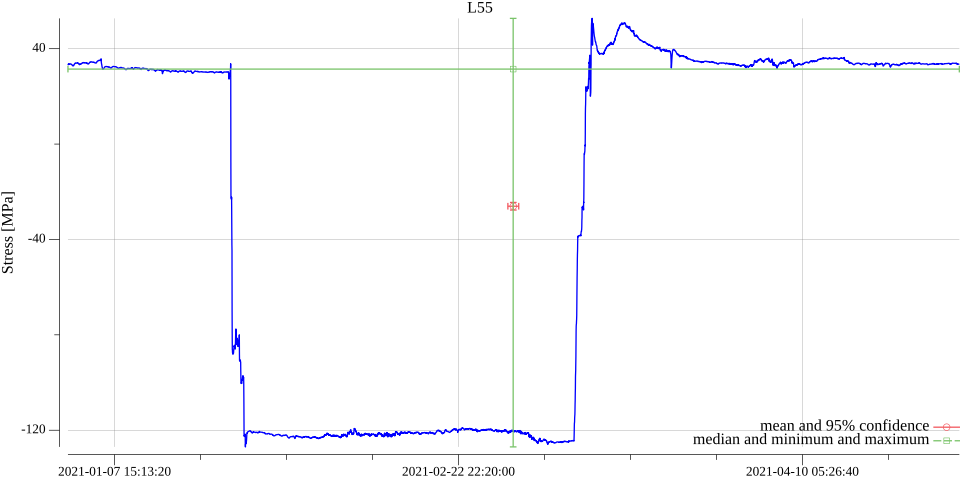 L55
40
-40
-120
Stress [MPa]
mean and 95% confidence
median and minimum and maximum
2021-01-07 15:13:20
2021-02-22 22:20:00
2021-04-10 05:26:40